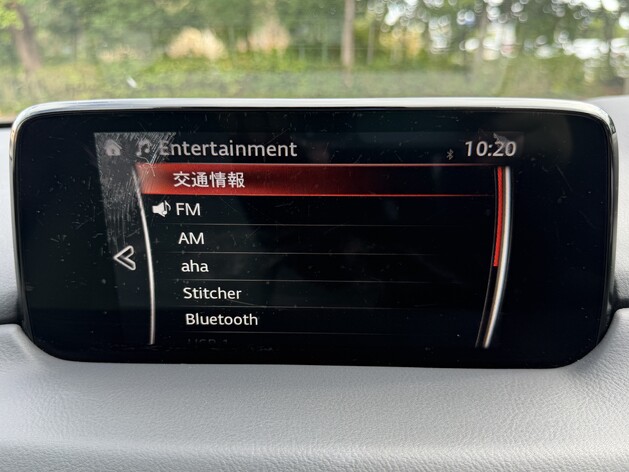 Entertainment 10:20
交通情報
FM
AM
aha
Stitcher
Bluetooth